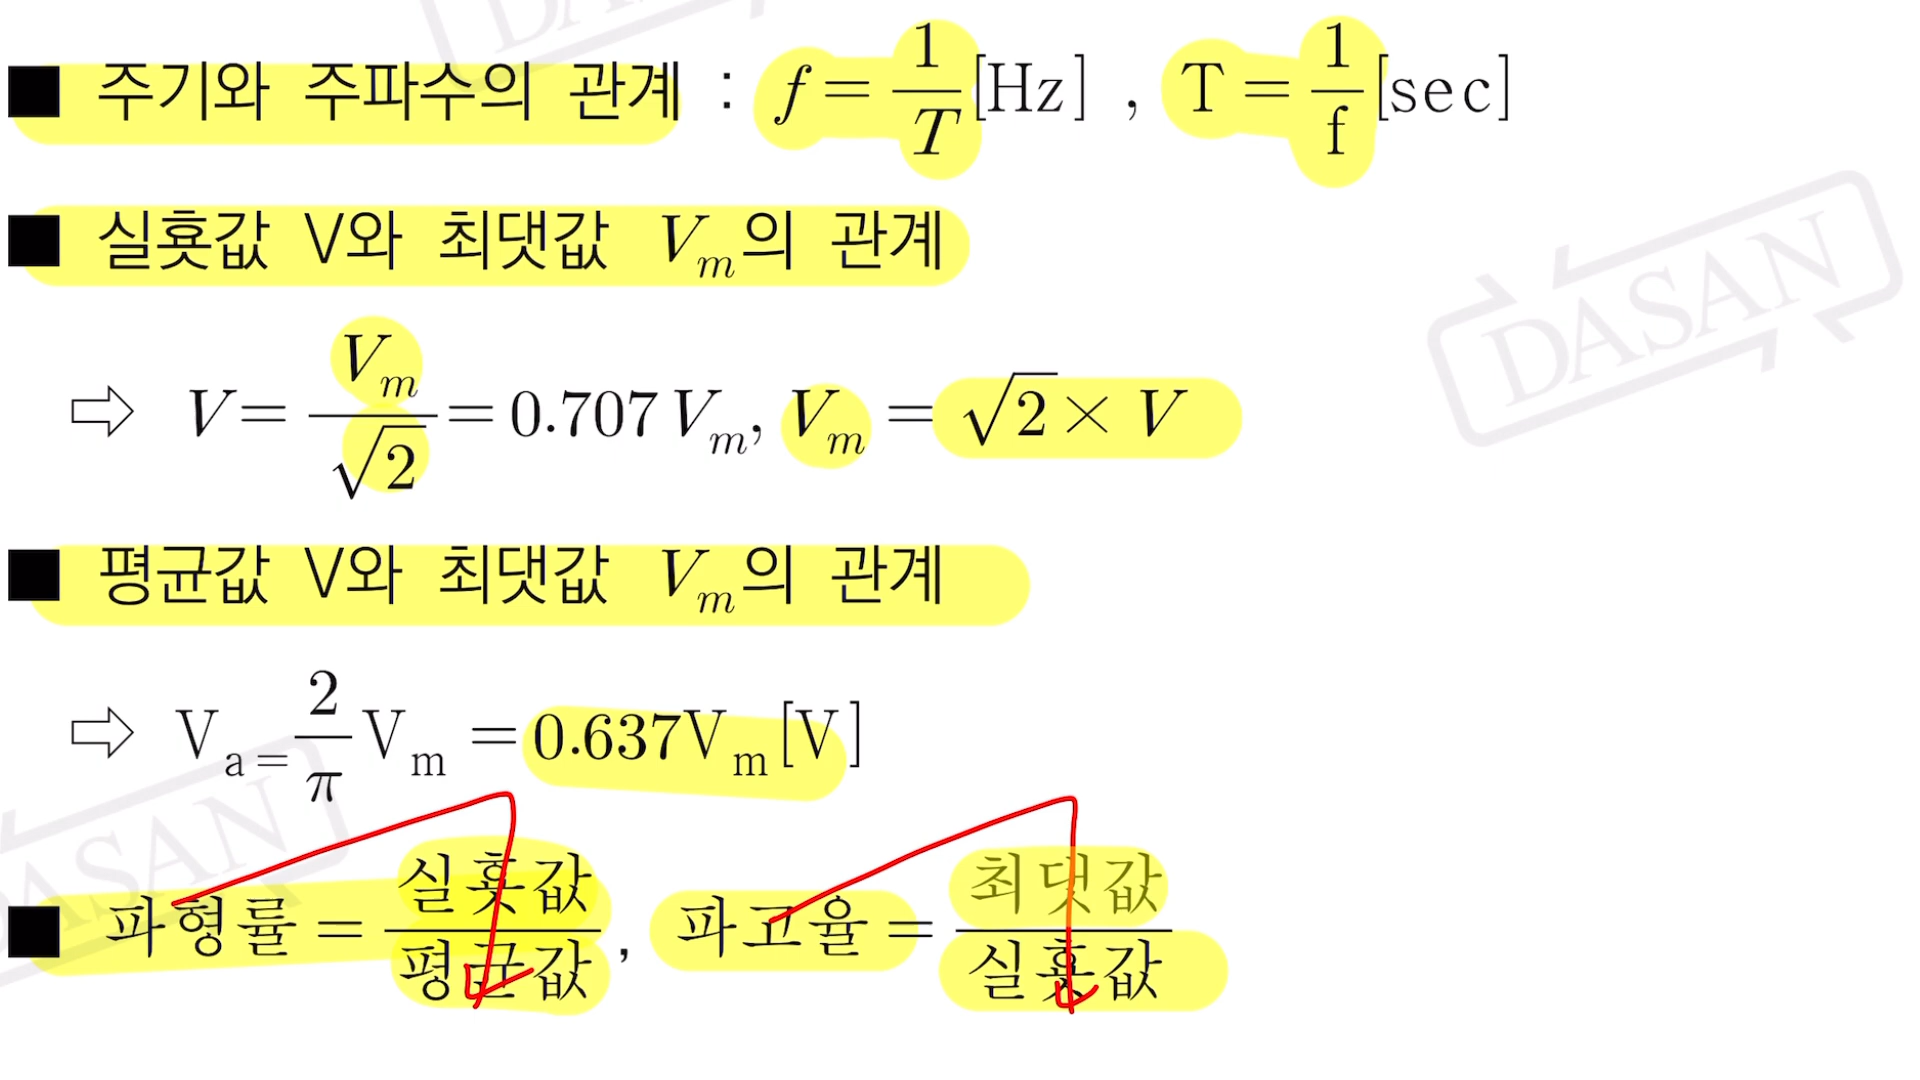 ■ 주기와 주파수의 관계 : f = 1/T [Hz] , T = 1/f [sec]
■ 실횻값 V와 최댓값 Vm의 관계
⇨ V = Vm/√2 = 0.707 Vm, Vm = √2 × V
■ 평균값 V와 최댓값 Vm의 관계
⇨ Va = 2/π Vm = 0.637Vm [V]
■ 파형률 = 실횻값/평균값 , 파고율 = 최댓값/실횻값
DASAN
DASAN